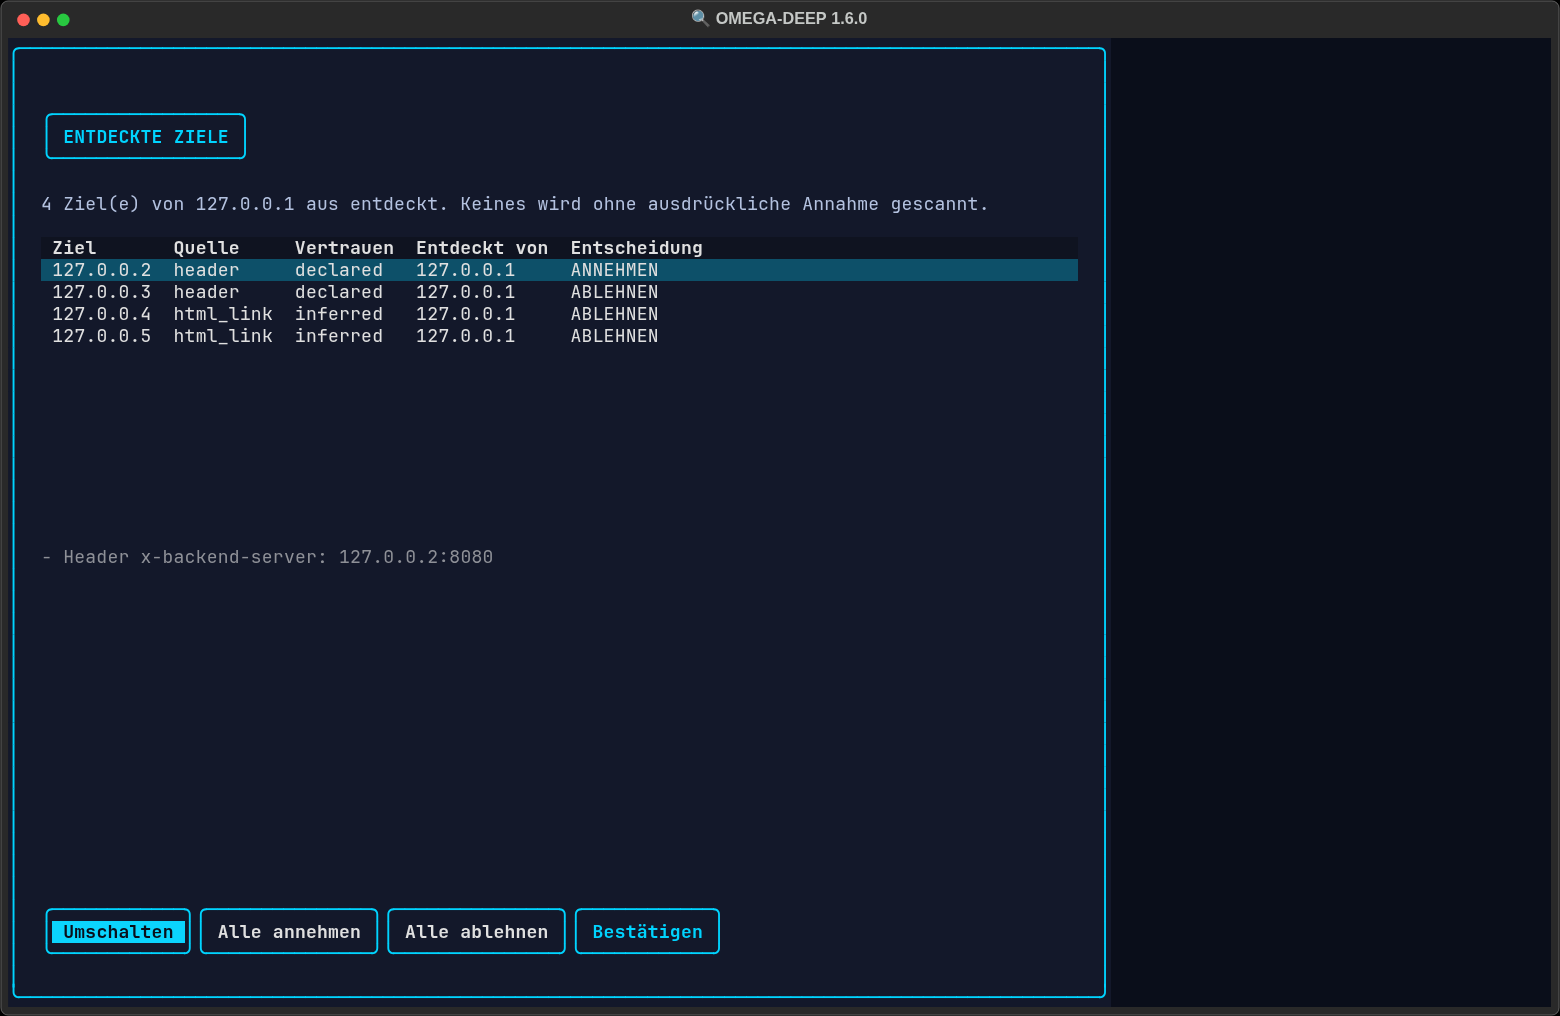 🔍 OMEGA-DEEP 1.6.0
ENTDECKTE ZIELE
4 Ziel(e) von 127.0.0.1 aus entdeckt. Keines wird ohne ausdrückliche Annahme gescannt.
Ziel Quelle Vertrauen Entdeckt von Entscheidung
127.0.0.2 header declared 127.0.0.1 ANNEHMEN
127.0.0.3 header declared 127.0.0.1 ABLEHNEN
127.0.0.4 html_link inferred 127.0.0.1 ABLEHNEN
127.0.0.5 html_link inferred 127.0.0.1 ABLEHNEN
- Header x-backend-server: 127.0.0.2:8080
Umschalten Alle annehmen Alle ablehnen Bestätigen